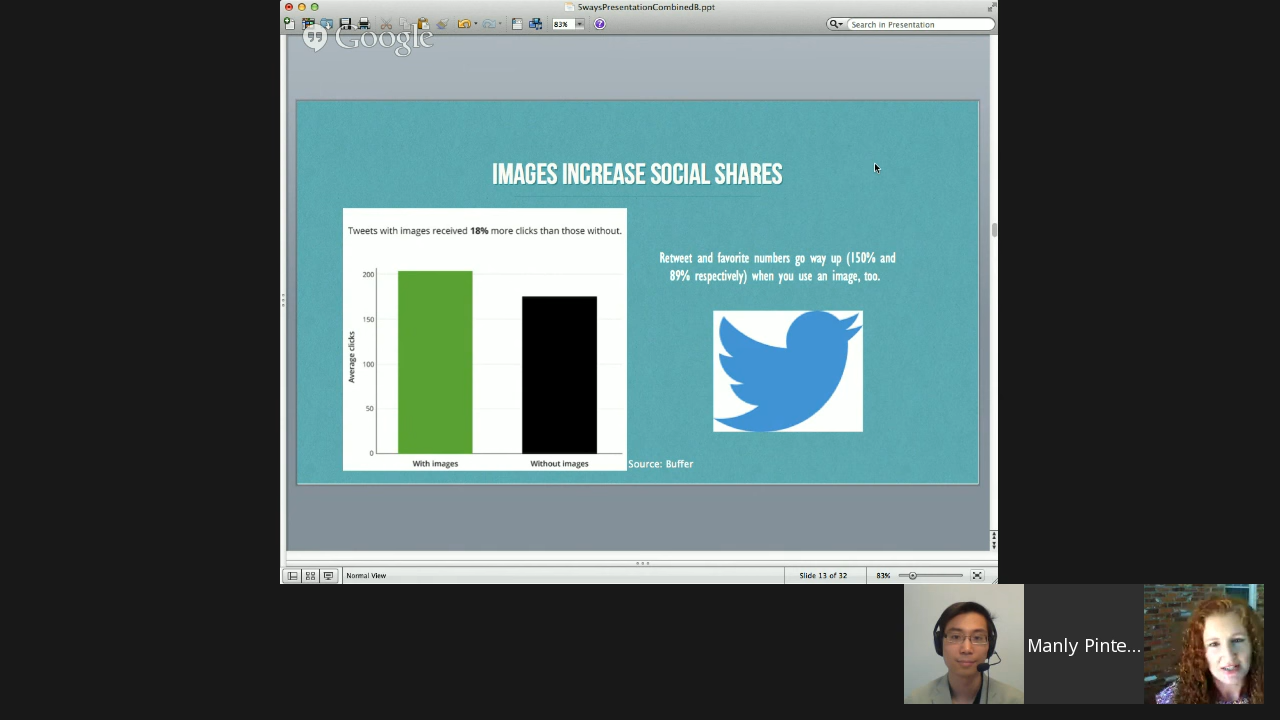 SwaysPresentationCombinedB.ppt
83%
Search in Presentation
Google
IMAGES INCREASE SOCIAL SHARES
Tweets with images received 18% more clicks than those without.
200
150
100
50
0
Average clicks
With images
Without images
Retweet and favorite numbers go way up (150% and
89% respectively) when you use an image, too.
Source: Buffer
Normal View
Slide 13 of 32
83%
Manly Pinte...